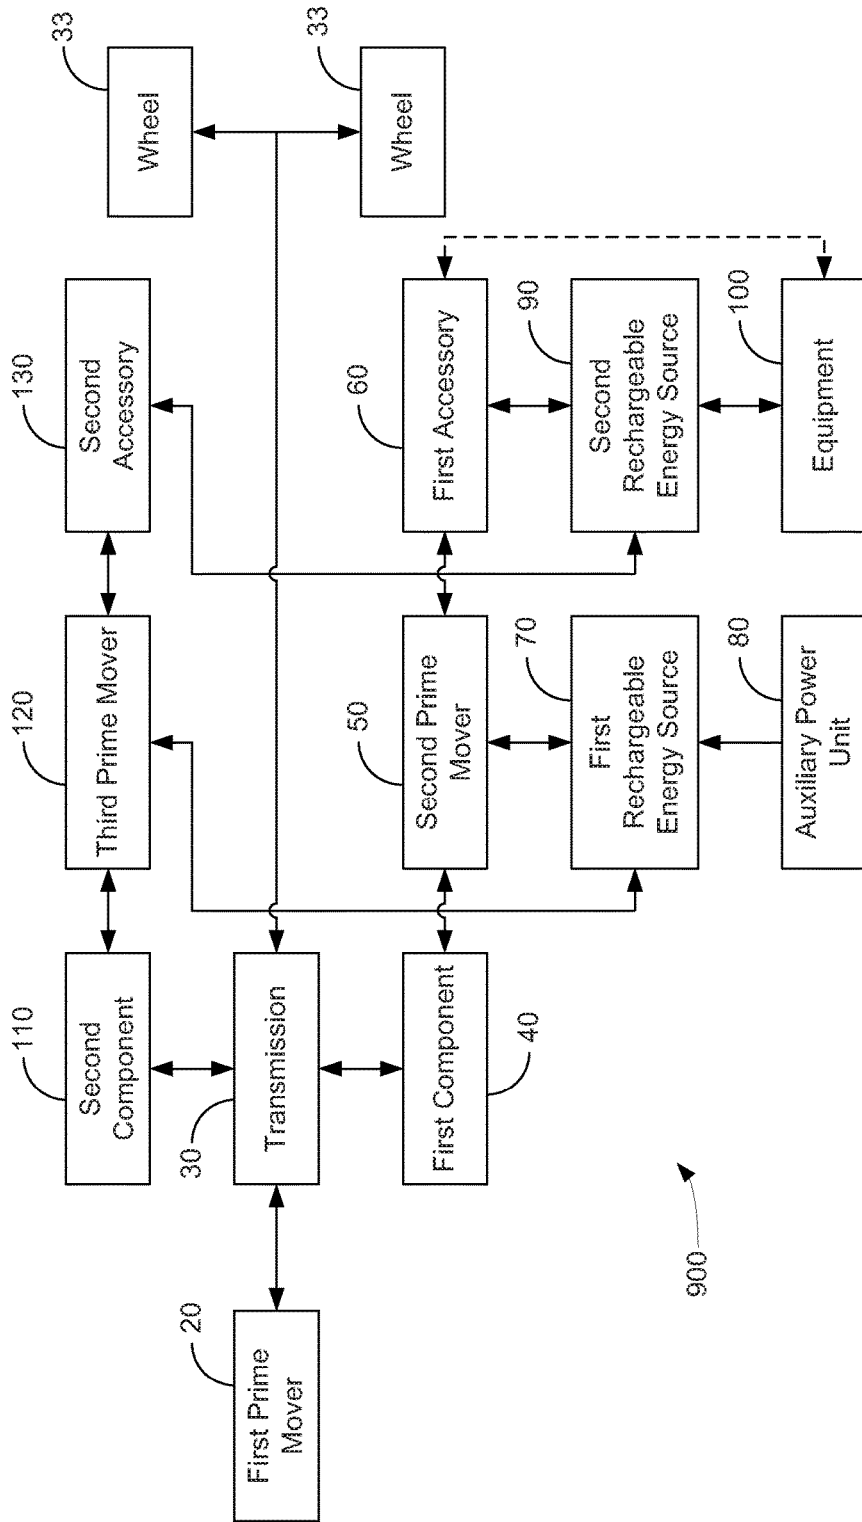 110
Second
Component
120
Third Prime Mover
130
Second
Accessory
33
Wheel
20
First Prime
Mover
30
Transmission
33
Wheel
First Component
40
50
Second Prime
Mover
60
First Accessory
70
First
Rechargeable
Energy Source
90
Second
Rechargeable
Energy Source
80
Auxiliary Power
Unit
100
Equipment
900